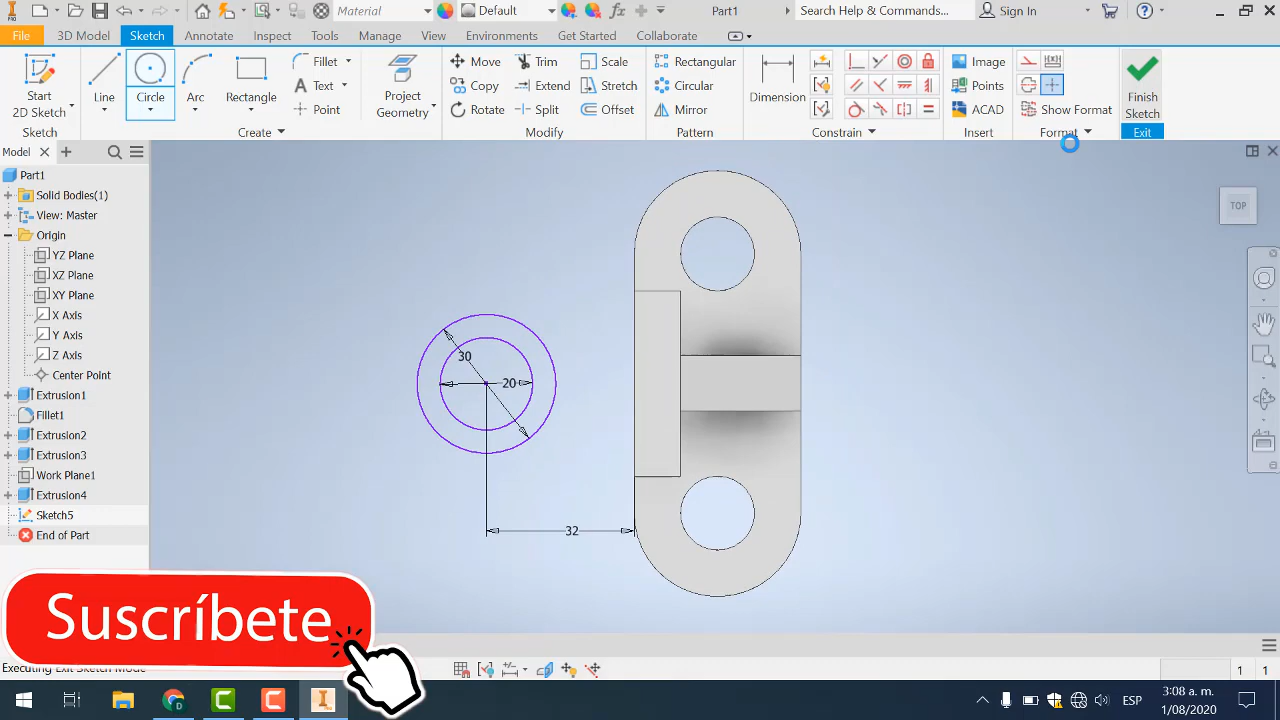 PRO
Material
Default
Part1
Search Help & Commands...
Sign In
File
3D Model
Sketch
Annotate
Inspect
Tools
Manage
View
Environments
Get Started
Collaborate
Start
2D Sketch
Line
Circle
Arc
Rectangle
Fillet
Text
Point
Project
Geometry
Move
Copy
Rotate
Trim
Extend
Split
Scale
Stretch
Offset
Rectangular
Circular
Mirror
Dimension
Image
Points
ACAD
Show Format
Finish
Sketch
Sketch
Create
Modify
Pattern
Constrain
Insert
Format
Exit
Model
TOP
Part1
Solid Bodies(1)
View: Master
Origin
YZ Plane
XZ Plane
XY Plane
X Axis
Y Axis
Z Axis
Center Point
Extrusion1
Fillet1
Extrusion2
Extrusion3
Work Plane1
Extrusion4
Sketch5
End of Part
30
20
32
Suscríbete
Executing Exit Sketch Mode
1
1
ESP
3:08 a. m.
1/08/2020